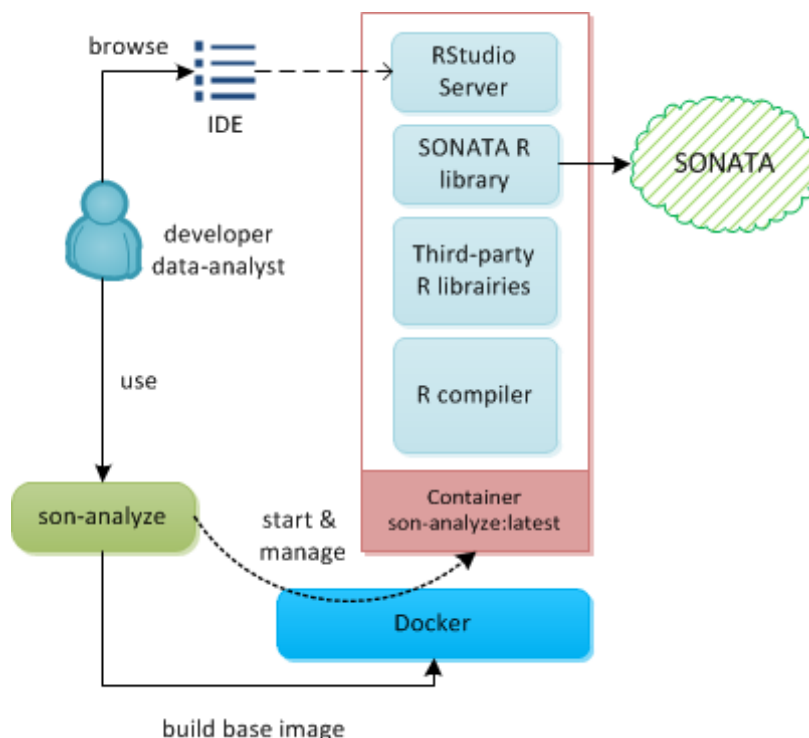 browse
IDE
RStudio
Server
SONATA R
library
SONATA
developer
data-analyst
Third-party
R librairies
use
R compiler
son-analyze
start &
manage
Container
son-analyze:latest
Docker
build base image